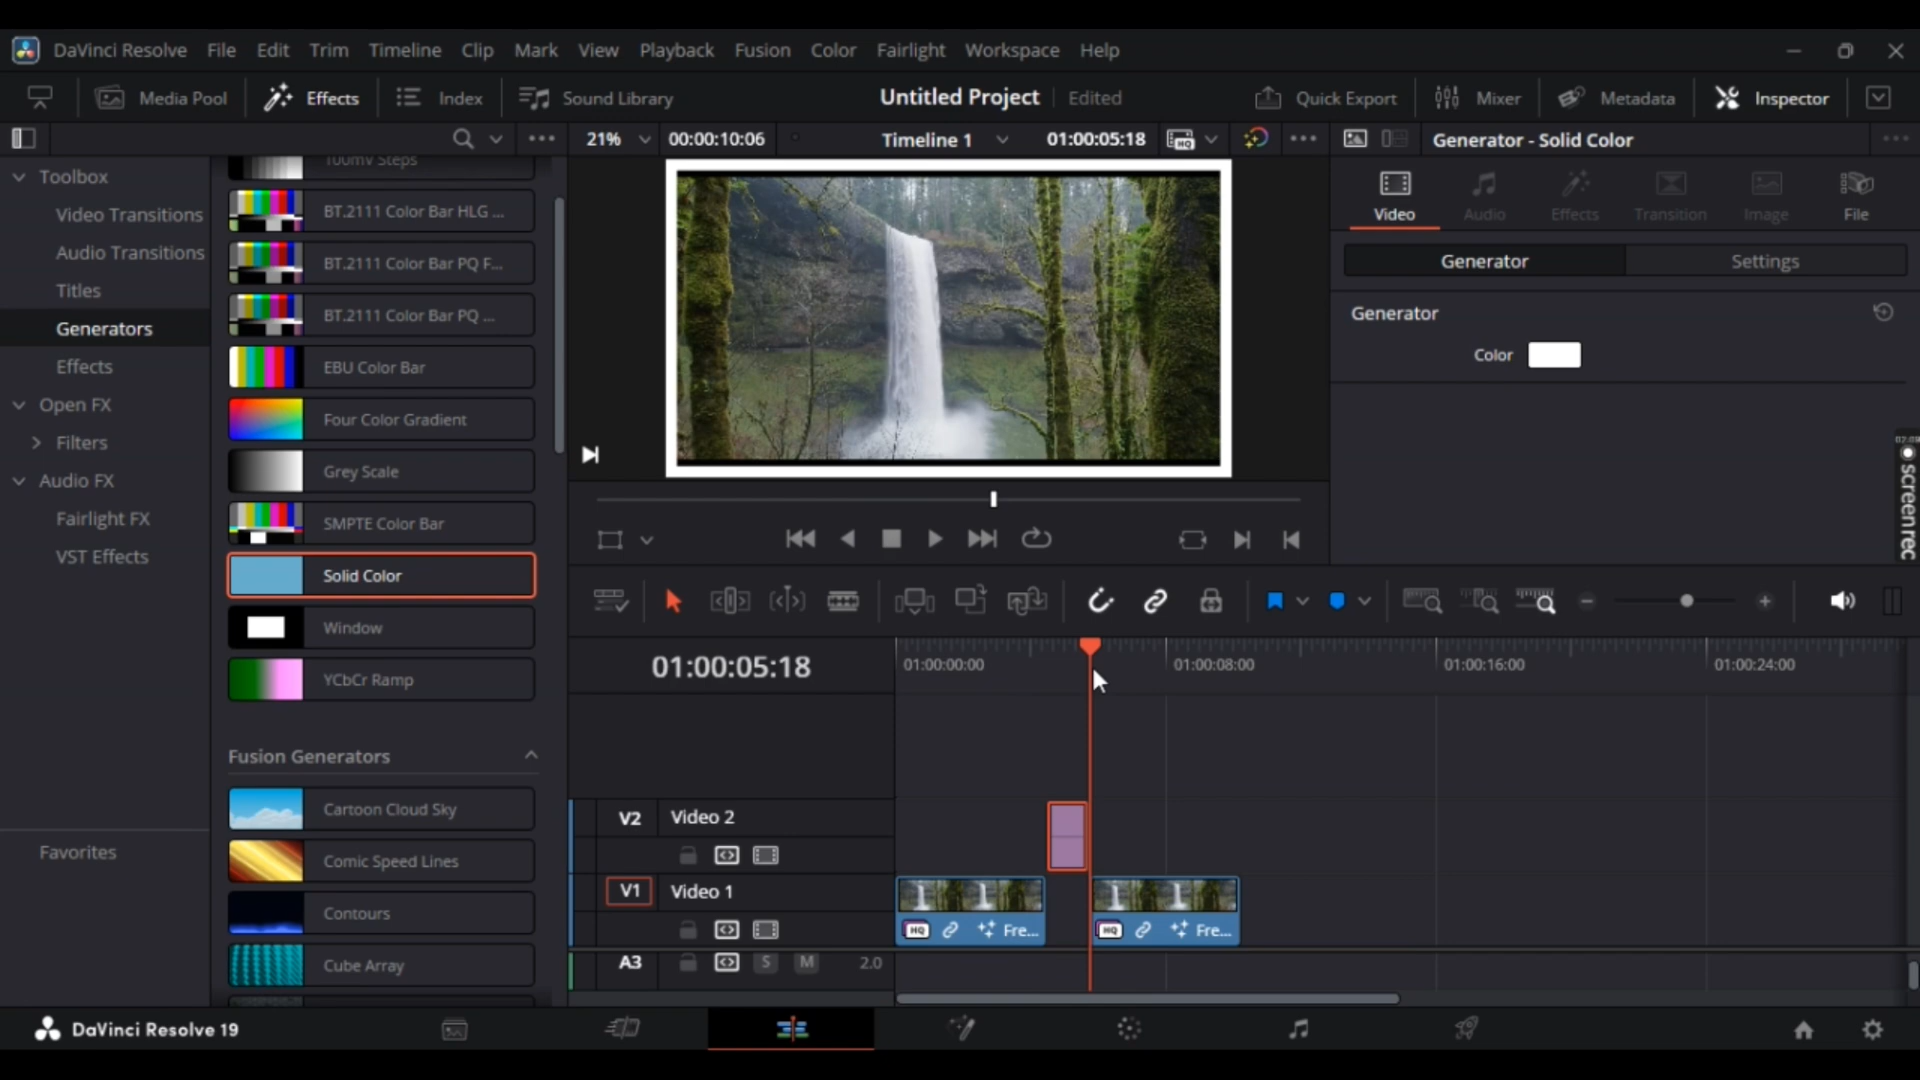 DaVinci Resolve File Edit Trim Timeline Clip Mark View Playback Fusion Color Fairlight Workspace Help
Media Pool Effects Index Sound Library Untitled Project Edited Quick Export Mixer Metadata Inspector
21% 00:00:10:06 Timeline 1 01:00:05:18 HQ Generator - Solid Color
Toolbox
Video Transitions
Audio Transitions
Titles
Generators
Effects
Open FX
Filters
Audio FX
Fairlight FX
VST Effects
Favorites
100mV Steps
BT.2111 Color Bar HLG ...
BT.2111 Color Bar PQ F...
BT.2111 Color Bar PQ ...
EBU Color Bar
Four Color Gradient
Grey Scale
SMPTE Color Bar
Solid Color
Window
YCbCr Ramp
Fusion Generators
Cartoon Cloud Sky
Comic Speed Lines
Contours
Cube Array
Video Audio Effects Transition Image File
Generator Settings
Generator
Color
screenrec
01:00:05:18 01:00:00:00 01:00:08:00 01:00:16:00 01:00:24:00
V2 Video 2
V1 Video 1
HQ Fre... HQ Fre...
A3 S M 2.0
DaVinci Resolve 19